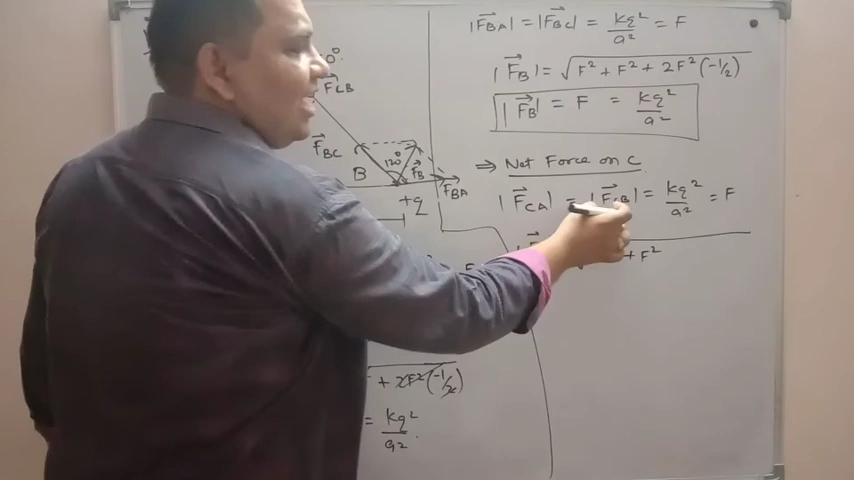 |F⃗BA| = |F⃗BC| = kq²/a² = F
|F⃗B| = √F² + F² + 2F²(-1/2)
|F⃗B| = F = kq²/a²
⇒ Net Force on C
|F⃗CA| = |F⃗CB| = kq²/a² = F
+ F²
F⃗CB
F⃗BC
120°
F⃗B
B
F⃗BA
+q
+ 2F²(-1/2)
= kq²/a².